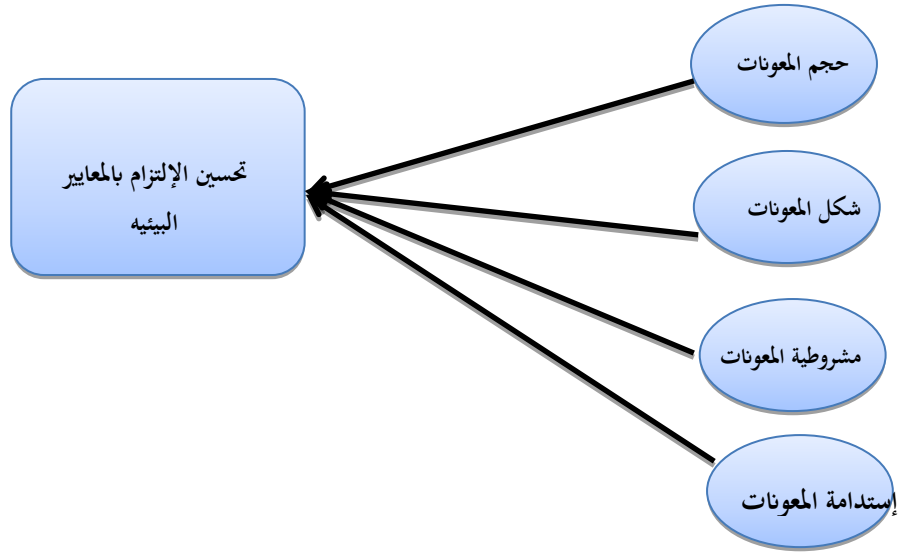 حجم المعونات
شكل المعونات
مشروطية المعونات
إستدامة المعونات
تحسين الإلتزام بالمعايير
البيئيه